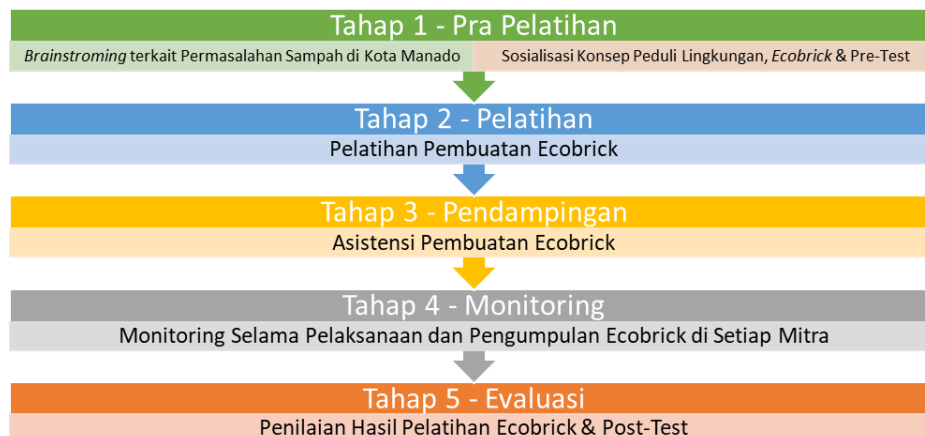 Tahap 1 - Pra Pelatihan
Brainstroming terkait Permasalahan Sampah di Kota Manado
Sosialisasi Konsep Peduli Lingkungan, Ecobrick & Pre-Test
Tahap 2 - Pelatihan
Pelatihan Pembuatan Ecobrick
Tahap 3 - Pendampingan
Asistensi Pembuatan Ecobrick
Tahap 4 - Monitoring
Monitoring Selama Pelaksanaan dan Pengumpulan Ecobrick di Setiap Mitra
Tahap 5 - Evaluasi
Penilaian Hasil Pelatihan Ecobrick & Post-Test